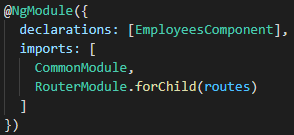 @NgModule({
  declarations: [EmployeesComponent],
  imports: [
    CommonModule,
    RouterModule.forChild(routes)
  ]
})